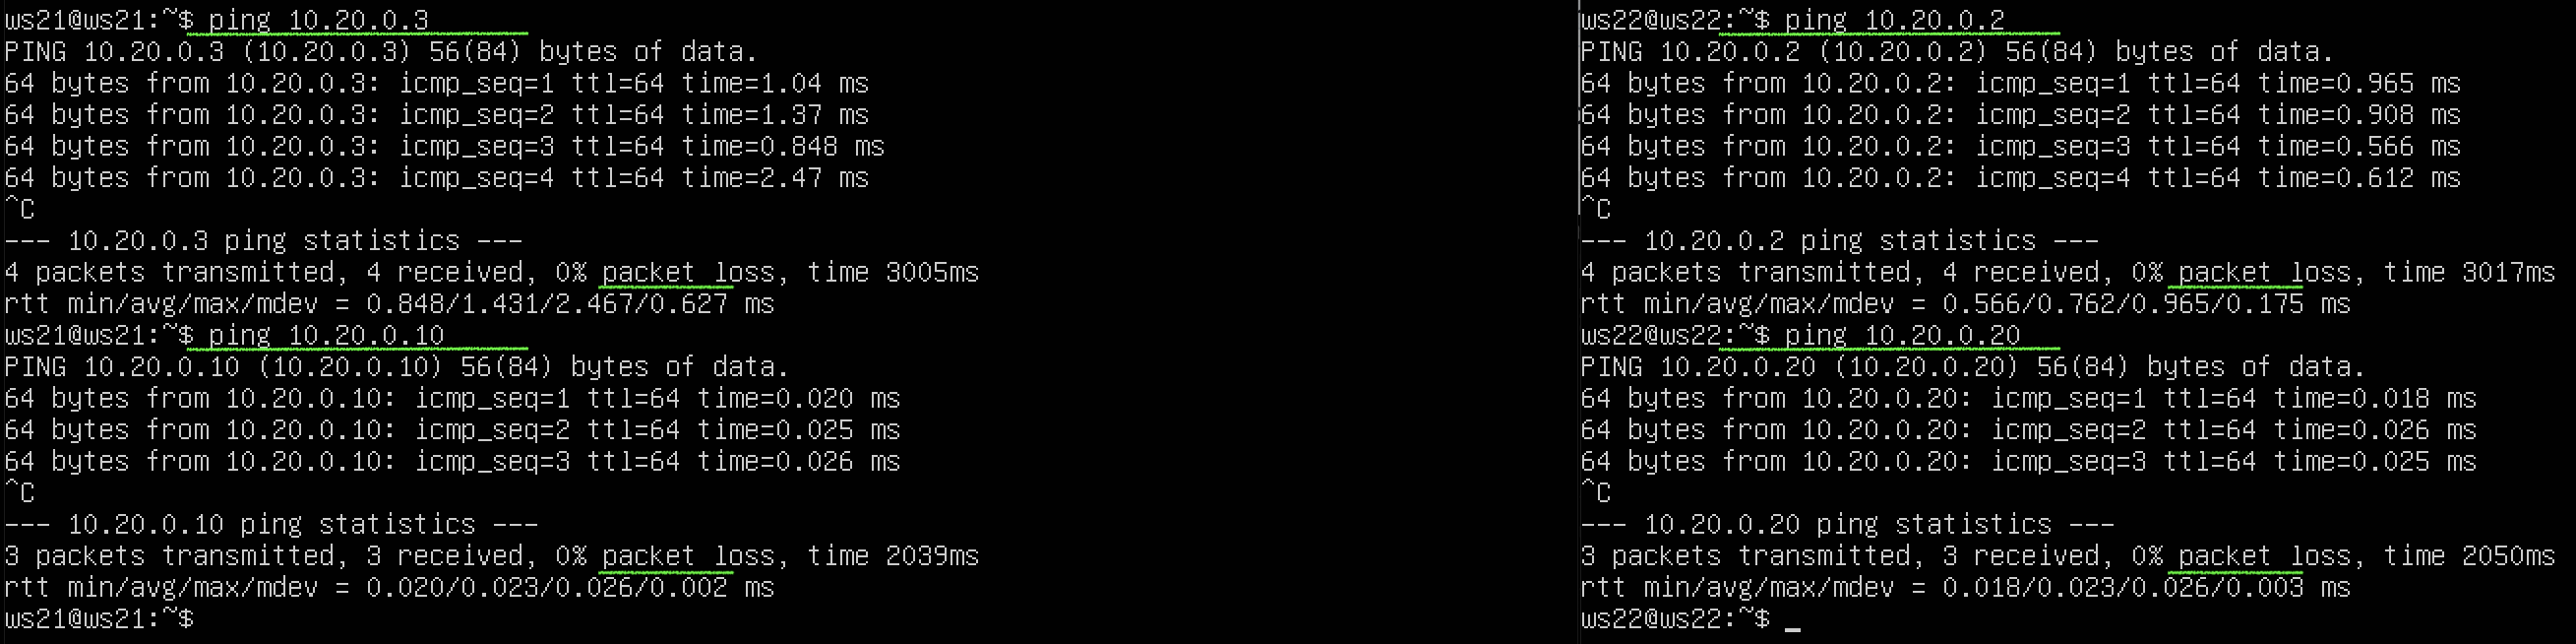 ws21@ws21:~$ ping 10.20.0.3
PING 10.20.0.3 (10.20.0.3) 56(84) bytes of data.
64 bytes from 10.20.0.3: icmp_seq=1 ttl=64 time=1.04 ms
64 bytes from 10.20.0.3: icmp_seq=2 ttl=64 time=1.37 ms
64 bytes from 10.20.0.3: icmp_seq=3 ttl=64 time=0.848 ms
64 bytes from 10.20.0.3: icmp_seq=4 ttl=64 time=2.47 ms
^C
--- 10.20.0.3 ping statistics ---
4 packets transmitted, 4 received, 0% packet loss, time 3005ms
rtt min/avg/max/mdev = 0.848/1.431/2.467/0.627 ms
ws21@ws21:~$ ping 10.20.0.10
PING 10.20.0.10 (10.20.0.10) 56(84) bytes of data.
64 bytes from 10.20.0.10: icmp_seq=1 ttl=64 time=0.020 ms
64 bytes from 10.20.0.10: icmp_seq=2 ttl=64 time=0.025 ms
64 bytes from 10.20.0.10: icmp_seq=3 ttl=64 time=0.026 ms
^C
--- 10.20.0.10 ping statistics ---
3 packets transmitted, 3 received, 0% packet loss, time 2039ms
rtt min/avg/max/mdev = 0.020/0.023/0.026/0.002 ms
ws21@ws21:~$
ws22@ws22:~$ ping 10.20.0.2
PING 10.20.0.2 (10.20.0.2) 56(84) bytes of data.
64 bytes from 10.20.0.2: icmp_seq=1 ttl=64 time=0.965 ms
64 bytes from 10.20.0.2: icmp_seq=2 ttl=64 time=0.908 ms
64 bytes from 10.20.0.2: icmp_seq=3 ttl=64 time=0.566 ms
64 bytes from 10.20.0.2: icmp_seq=4 ttl=64 time=0.612 ms
^C
--- 10.20.0.2 ping statistics ---
4 packets transmitted, 4 received, 0% packet loss, time 3017ms
rtt min/avg/max/mdev = 0.566/0.762/0.965/0.175 ms
ws22@ws22:~$ ping 10.20.0.20
PING 10.20.0.20 (10.20.0.20) 56(84) bytes of data.
64 bytes from 10.20.0.20: icmp_seq=1 ttl=64 time=0.018 ms
64 bytes from 10.20.0.20: icmp_seq=2 ttl=64 time=0.026 ms
64 bytes from 10.20.0.20: icmp_seq=3 ttl=64 time=0.025 ms
^C
--- 10.20.0.20 ping statistics ---
3 packets transmitted, 3 received, 0% packet loss, time 2050ms
rtt min/avg/max/mdev = 0.018/0.023/0.026/0.003 ms
ws22@ws22:~$ _